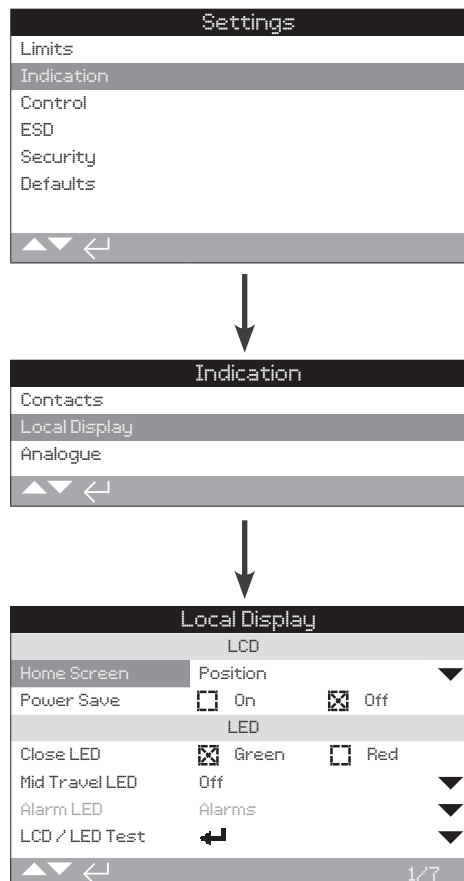 Settings
Limits
Indication
Control
ESD
Security
Defaults
Indication
Contacts
Local Display
Analogue
Local Display
LCD
Home Screen Position
Power Save On Off
LED
Close LED Green Red
Mid Travel LED Off
Alarm LED Alarms
LCD / LED Test
1/7